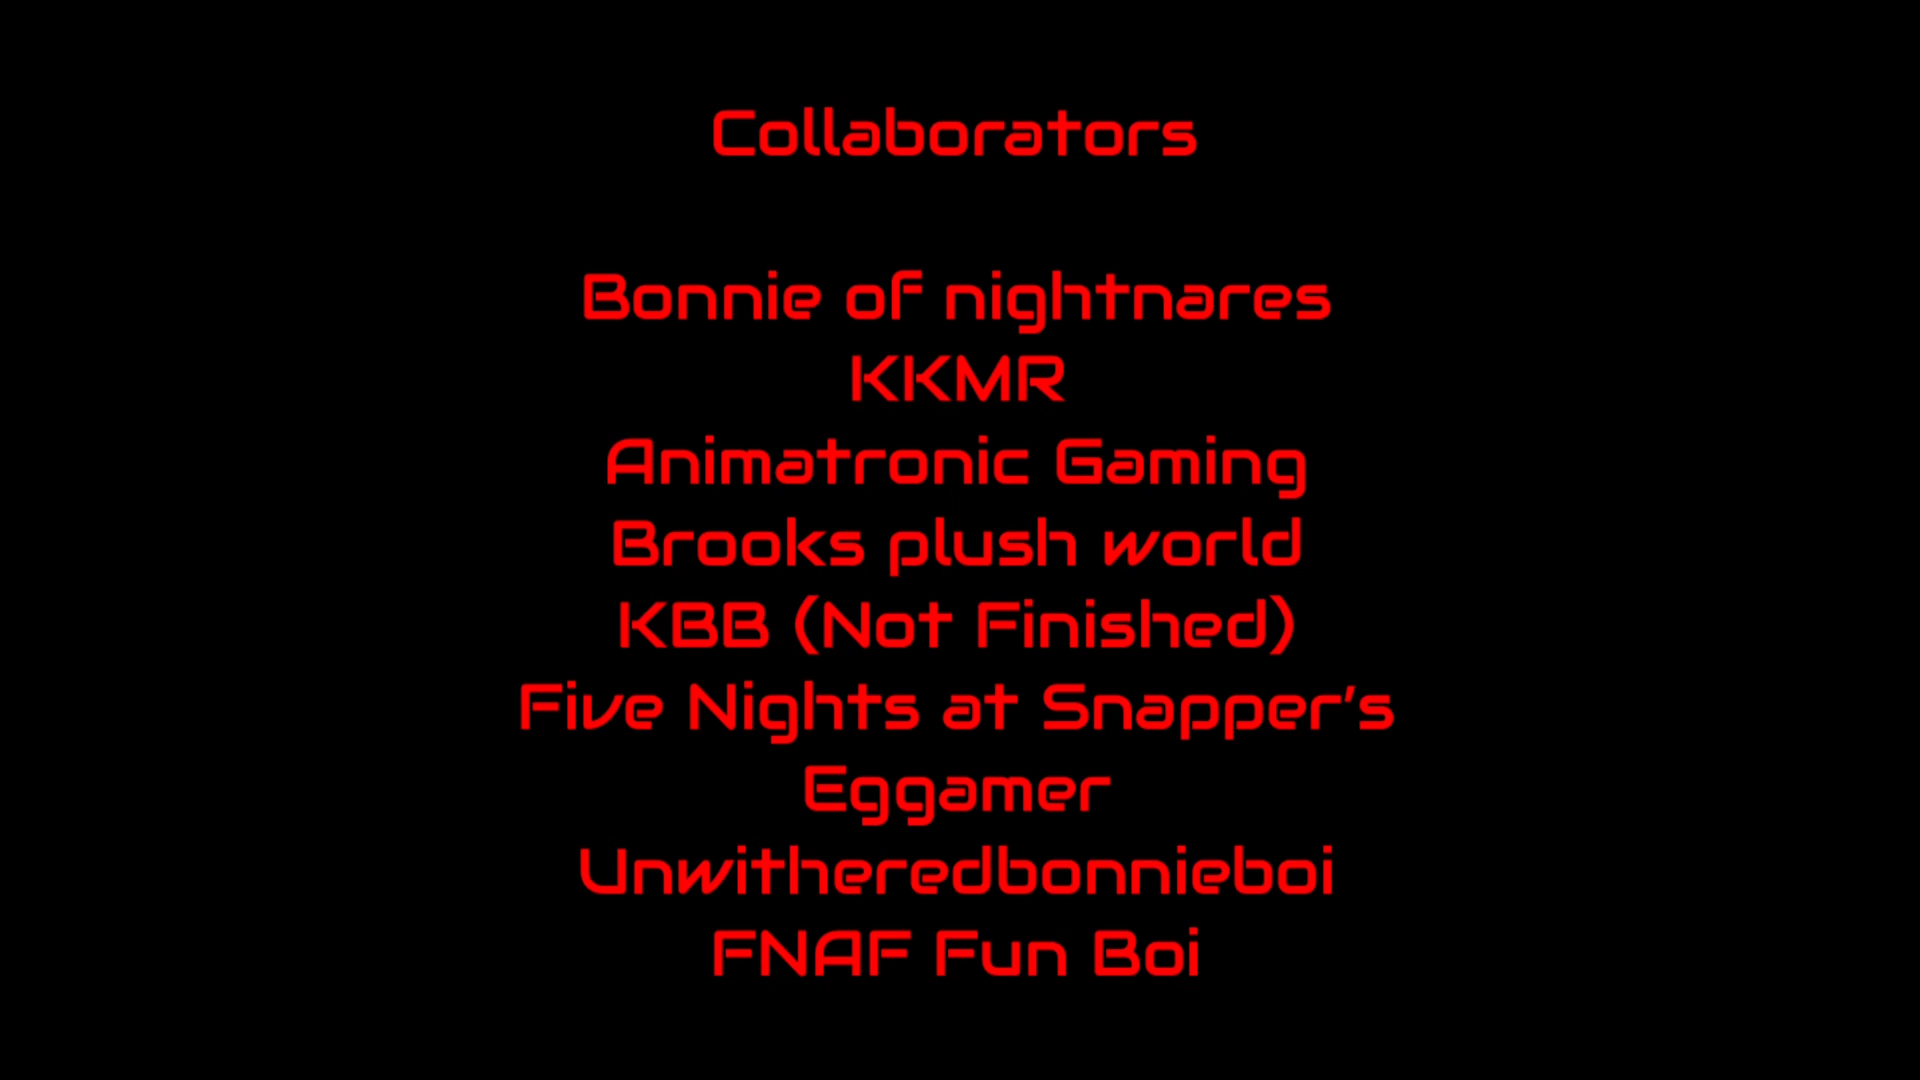 Collaborators
Bonnie of nightnares
KKMR
Animatronic Gaming
Brooks plush world
KBB (Not Finished)
Five Nights at Snapper's
Eggamer
Unwitheredbonnieboi
FNAF Fun Boi